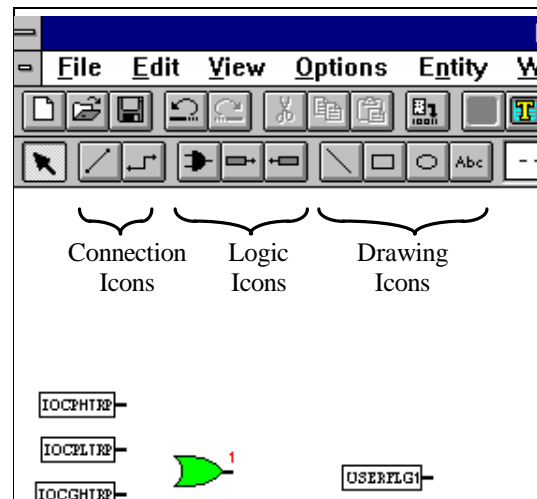 File Edit View Options Entity W
T
Abc
Connection Icons
Logic Icons
Drawing Icons
IOCPHTRP
IOCPLTRP
1
IOCGHTRP
USERFLG1